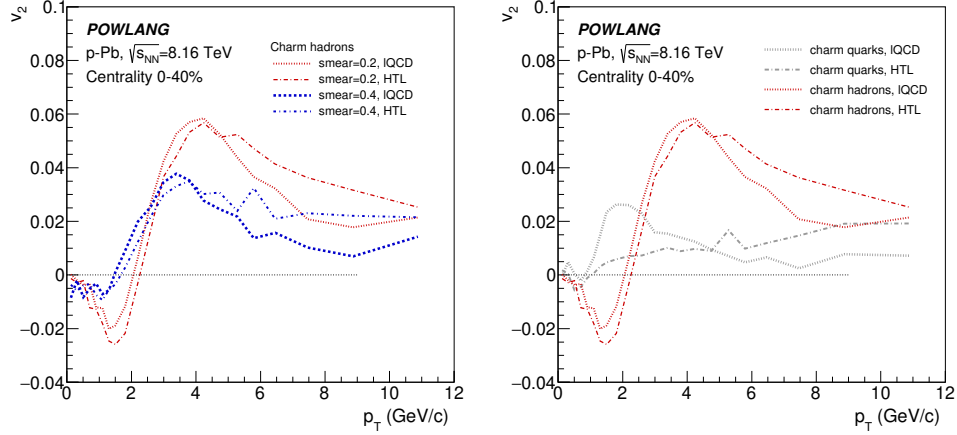 v₂
0.1
0.08
0.06
0.04
0.02
0
−0.02
−0.04
POWLANG
p-Pb, √sNN=8.16 TeV
Centrality 0-40%
Charm hadrons
smear=0.2, lQCD
smear=0.2, HTL
smear=0.4, lQCD
smear=0.4, HTL
0 2 4 6 8 10 12
pT (GeV/c)
v₂
0.1
0.08
0.06
0.04
0.02
0
−0.02
−0.04
POWLANG
p-Pb, √sNN=8.16 TeV
Centrality 0-40%
charm quarks, lQCD
charm quarks, HTL
charm hadrons, lQCD
charm hadrons, HTL
0 2 4 6 8 10 12
pT (GeV/c)